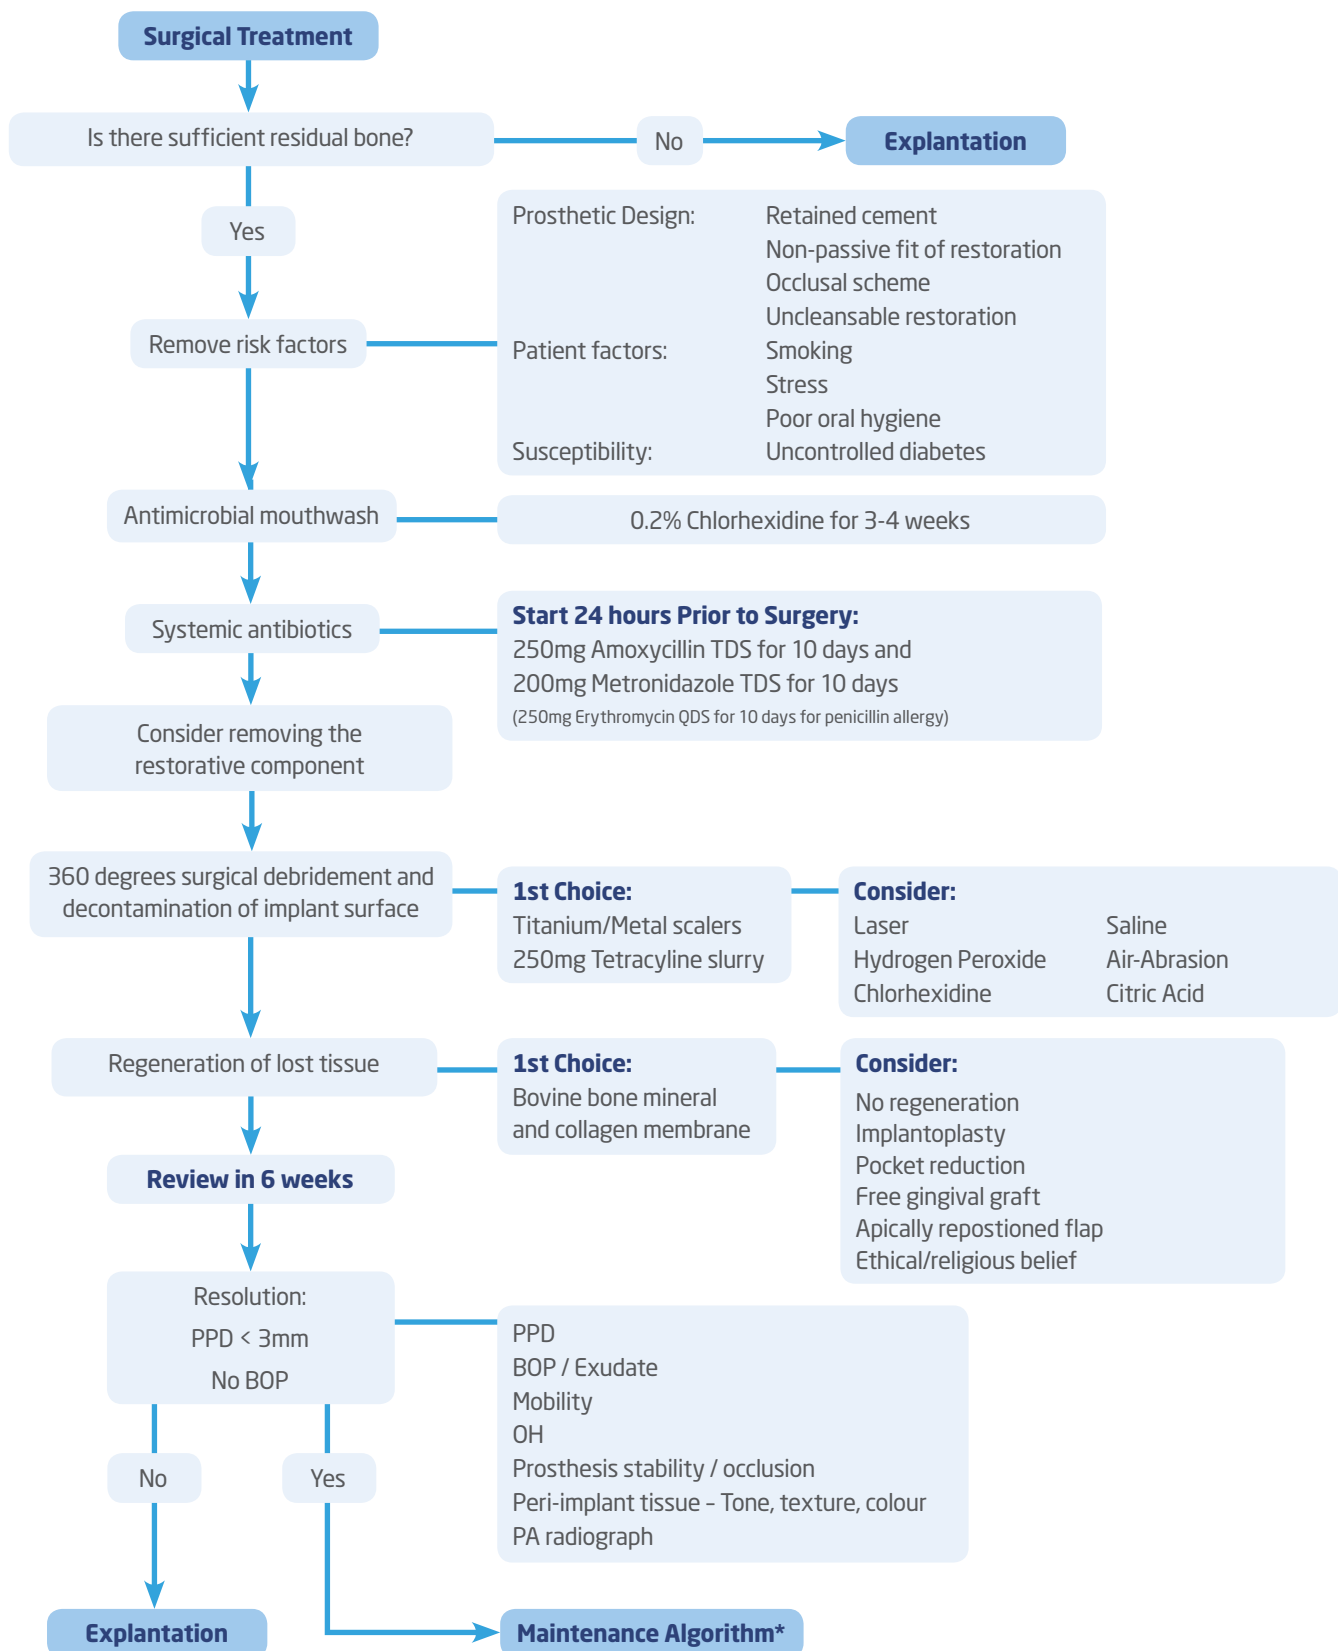 Surgical Treatment
Is there sufficient residual bone?
No
Explantation
Yes
Remove risk factors
Prosthetic Design: Retained cement
Non-passive fit of restoration
Occlusal scheme
Uncleansable restoration
Patient factors: Smoking
Stress
Poor oral hygiene
Susceptibility: Uncontrolled diabetes
Antimicrobial mouthwash
0.2% Chlorhexidine for 3-4 weeks
Systemic antibiotics
Start 24 hours Prior to Surgery:
250mg Amoxycillin TDS for 10 days and
200mg Metronidazole TDS for 10 days
(250mg Erythromycin QDS for 10 days for penicillin allergy)
Consider removing the
restorative component
360 degrees surgical debridement and
decontamination of implant surface
1st Choice:
Titanium/Metal scalers
250mg Tetracyline slurry
Consider:
Laser Saline
Hydrogen Peroxide Air-Abrasion
Chlorhexidine Citric Acid
Regeneration of lost tissue
1st Choice:
Bovine bone mineral
and collagen membrane
Consider:
No regeneration
Implantoplasty
Pocket reduction
Free gingival graft
Apically repostioned flap
Ethical/religious belief
Review in 6 weeks
Resolution:
PPD < 3mm
No BOP
PPD
BOP / Exudate
Mobility
OH
Prosthesis stability / occlusion
Peri-implant tissue – Tone, texture, colour
PA radiograph
No
Yes
Explantation
Maintenance Algorithm*